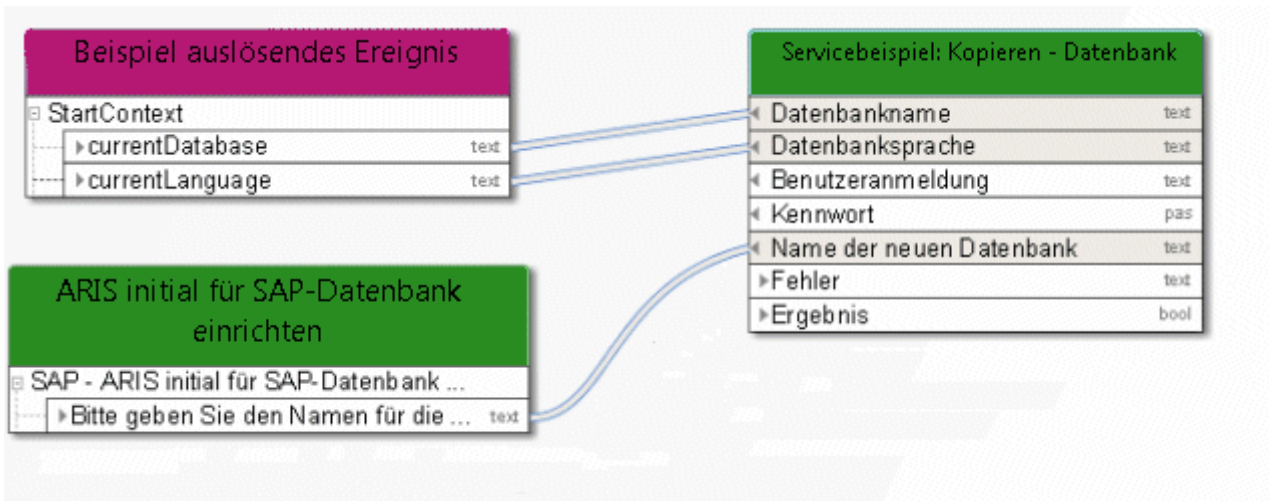 Beispiel auslösendes Ereignis
StartContext
currentDatabase text
currentLanguage text
ARIS initial für SAP-Datenbank
einrichten
SAP - ARIS initial für SAP-Datenbank ...
Bitte geben Sie den Namen für die ... text
Servicebeispiel: Kopieren - Datenbank
Datenbankname text
Datenbanksprache text
Benutzeranmeldung text
Kennwort pas
Name der neuen Datenbank text
Fehler text
Ergebnis bool